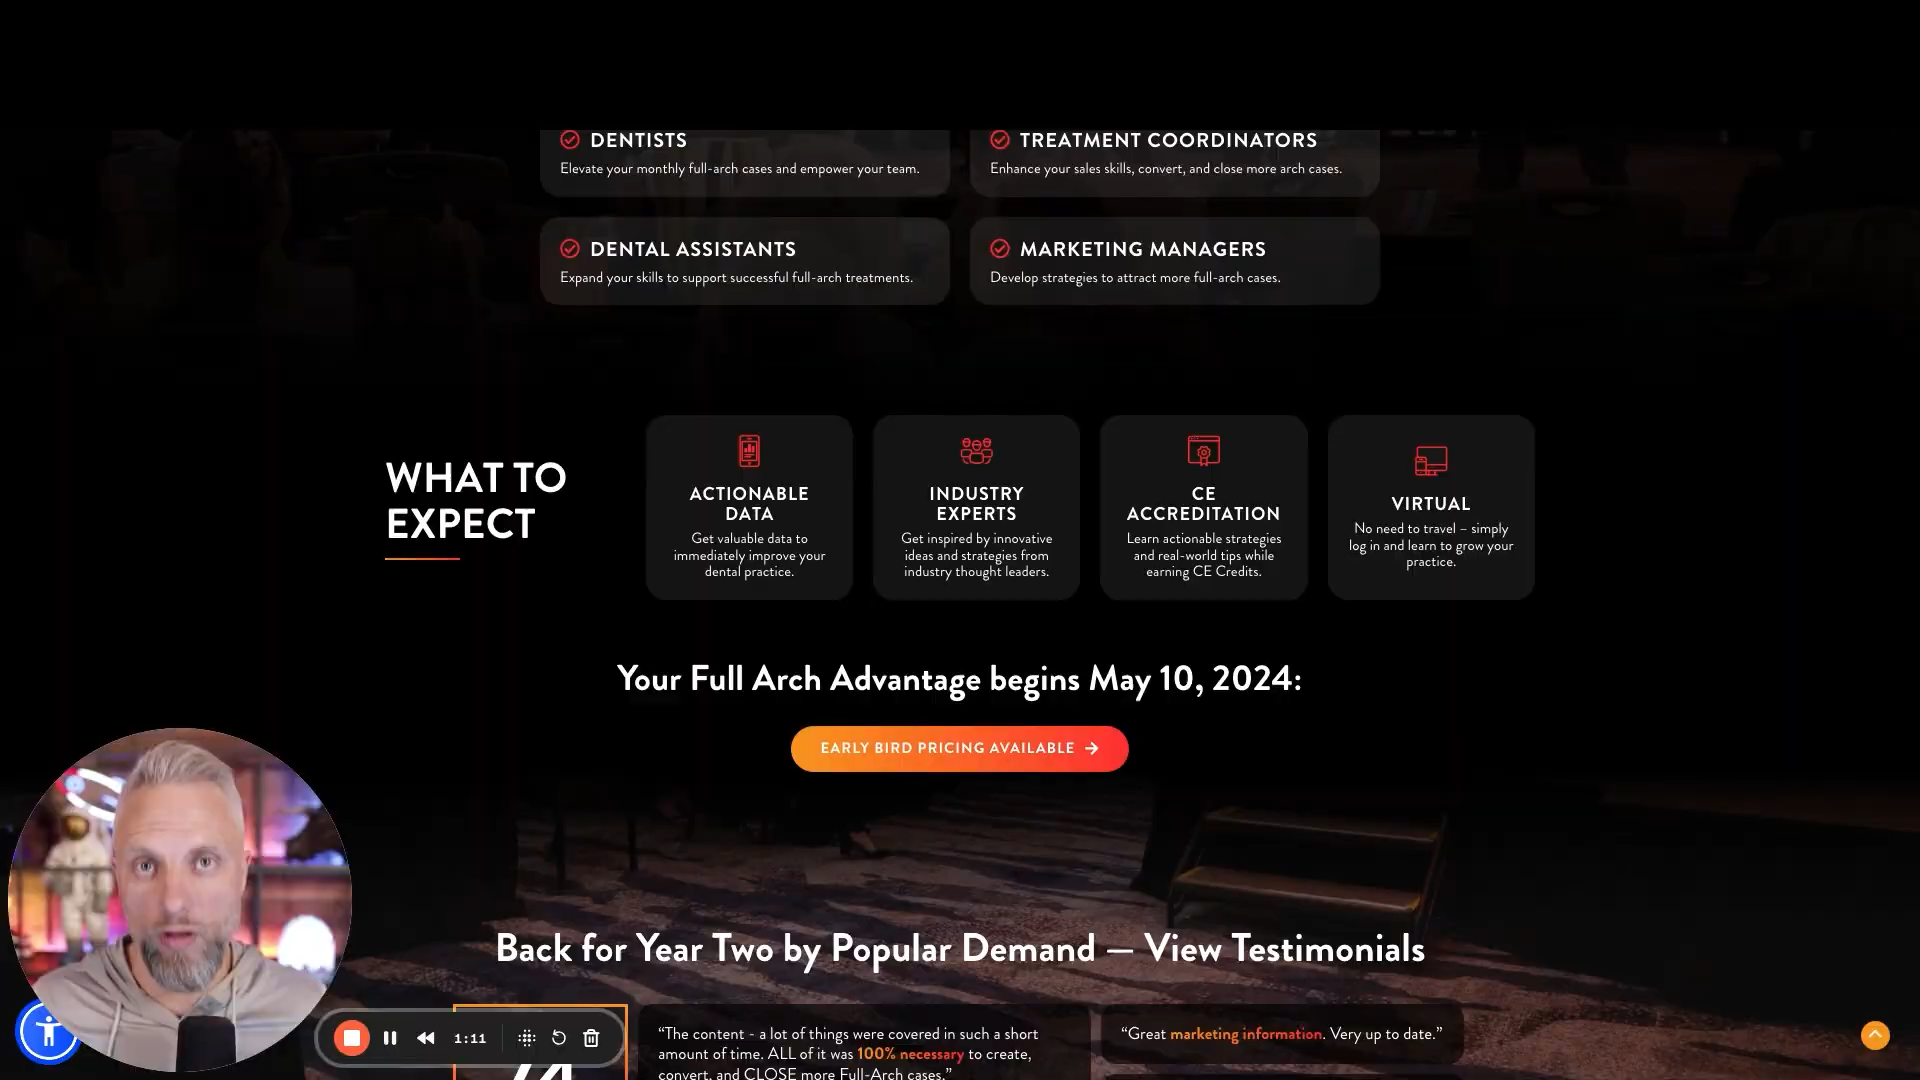 DENTISTS
Elevate your monthly full-arch cases and empower your team.
TREATMENT COORDINATORS
Enhance your sales skills, convert, and close more arch cases.
DENTAL ASSISTANTS
Expand your skills to support successful full-arch treatments.
MARKETING MANAGERS
Develop strategies to attract more full-arch cases.
WHAT TO
EXPECT
ACTIONABLE
DATA
Get valuable data to
immediately improve your
dental practice.
INDUSTRY
EXPERTS
Get inspired by innovative
ideas and strategies from
industry thought leaders.
CE
ACCREDITATION
Learn actionable strategies
and real-world tips while
earning CE Credits.
VIRTUAL
No need to travel – simply
log in and learn to grow your
practice.
Your Full Arch Advantage begins May 10, 2024:
EARLY BIRD PRICING AVAILABLE
Back for Year Two by Popular Demand — View Testimonials
“The content - a lot of things were covered in such a short
amount of time. ALL of it was 100% necessary to create,
convert, and CLOSE more Full-Arch cases.”
“Great marketing information. Very up to date.”
1:11